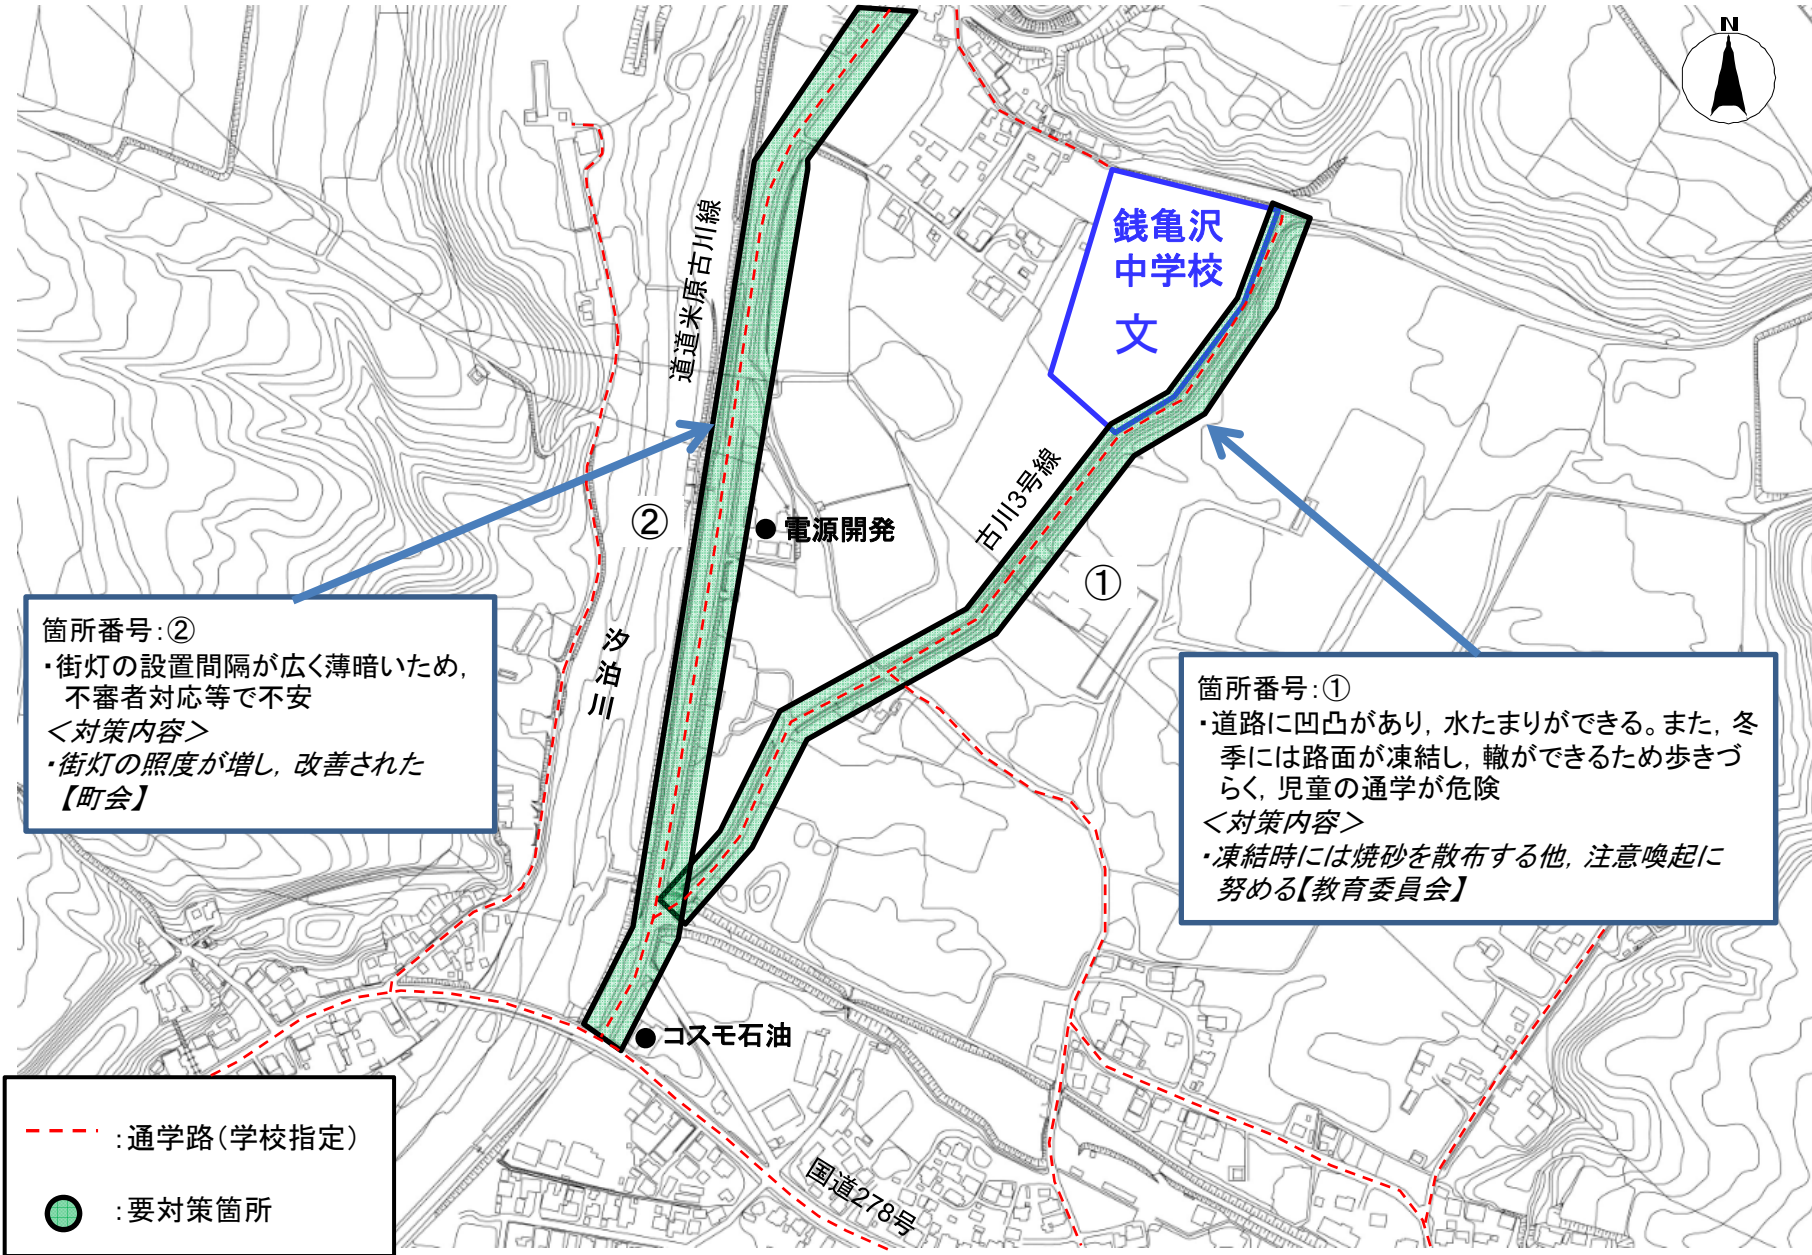 N
銭亀沢
中学校
文
道道米原古川線
古川3号線
②
電源開発
①
汐泊川
箇所番号:②
・街灯の設置間隔が広く薄暗いため,
不審者対応等で不安
＜対策内容＞
・街灯の照度が増し, 改善された
【町会】
箇所番号:①
・道路に凹凸があり, 水たまりができる。また, 冬
季には路面が凍結し, 轍ができるため歩きづ
らく, 児童の通学が危険
＜対策内容＞
・凍結時には焼砂を散布する他, 注意喚起に
努める【教育委員会】
コスモ石油
国道278号
:通学路(学校指定)
:要対策箇所